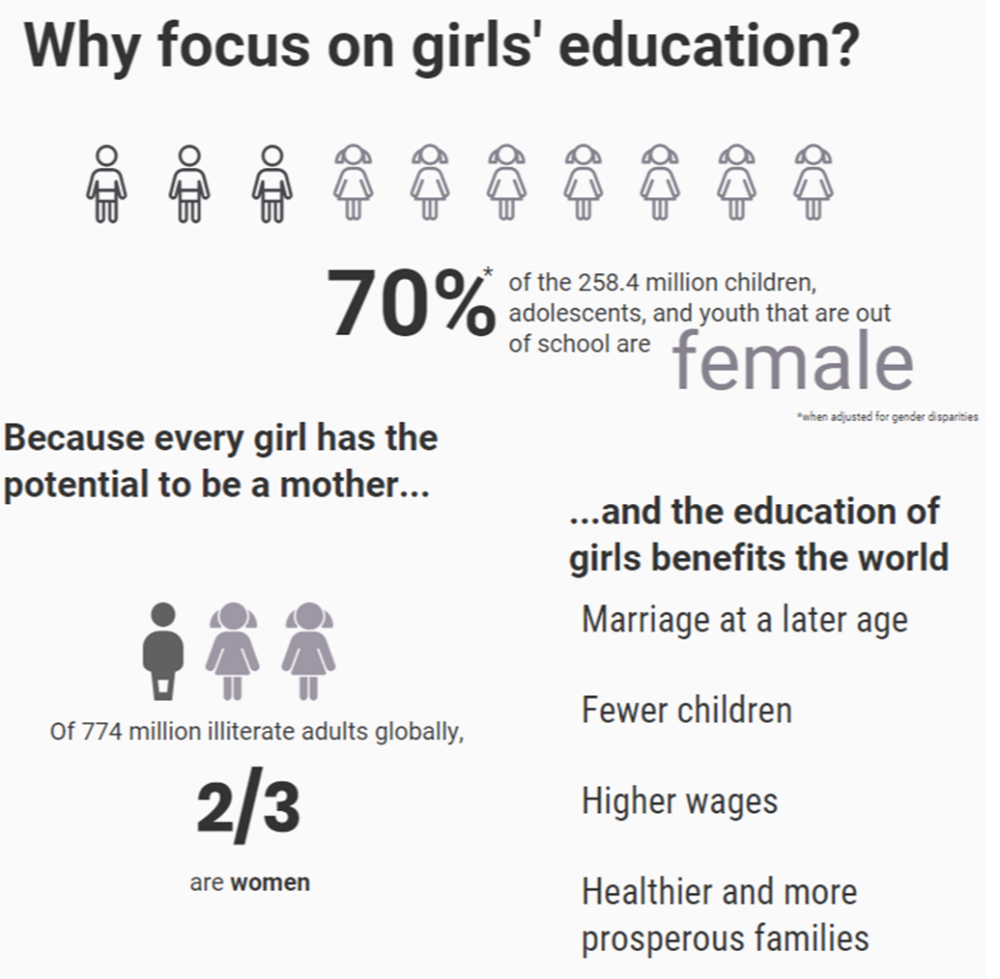 Why focus on girls' education?
70%*
of the 258.4 million children,
adolescents, and youth that are out
of school are
female
*when adjusted for gender disparities
Because every girl has the
potential to be a mother...
Of 774 million illiterate adults globally,
2/3
are women
...and the education of
girls benefits the world
Marriage at a later age
Fewer children
Higher wages
Healthier and more
prosperous families